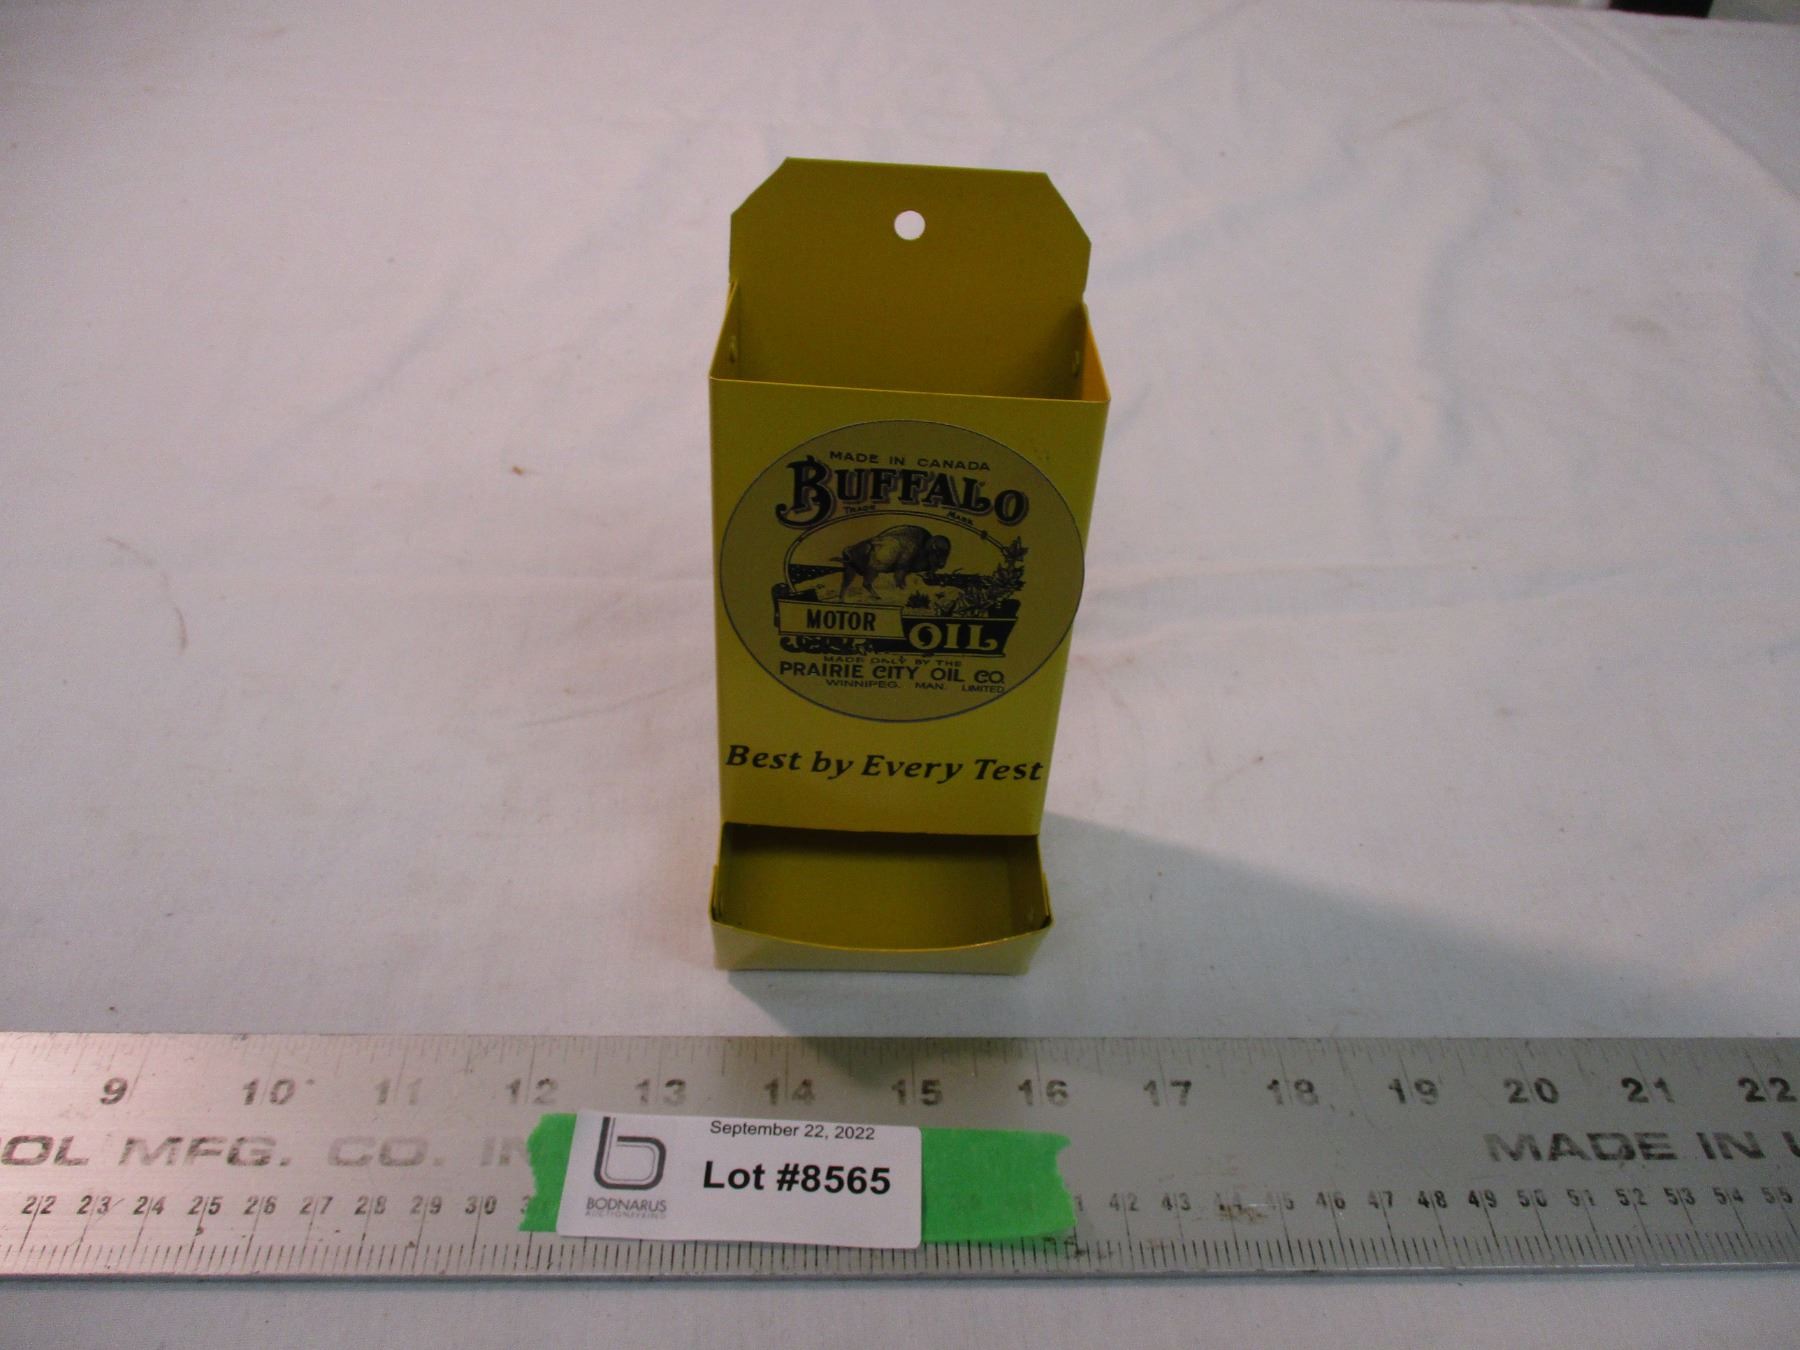 MADE IN CANADA
BUFFALO
TRADE MARK
MOTOR OIL
MADE ONLY BY THE
PRAIRIE CITY OIL CO.
WINNIPEG. MAN. LIMITED
Best by Every Test
9 10 11 12 13 14 15 16 17 18 19 20 21 22
OL MFG. CO. IN
MADE IN U
September 22, 2022
Lot #8565
BODNARUS
AUCTIONEERING
22 23 24 25 26 27 28 29 30 3
1 42 43 44 45 46 47 48 49 50 51 52 53 54 55